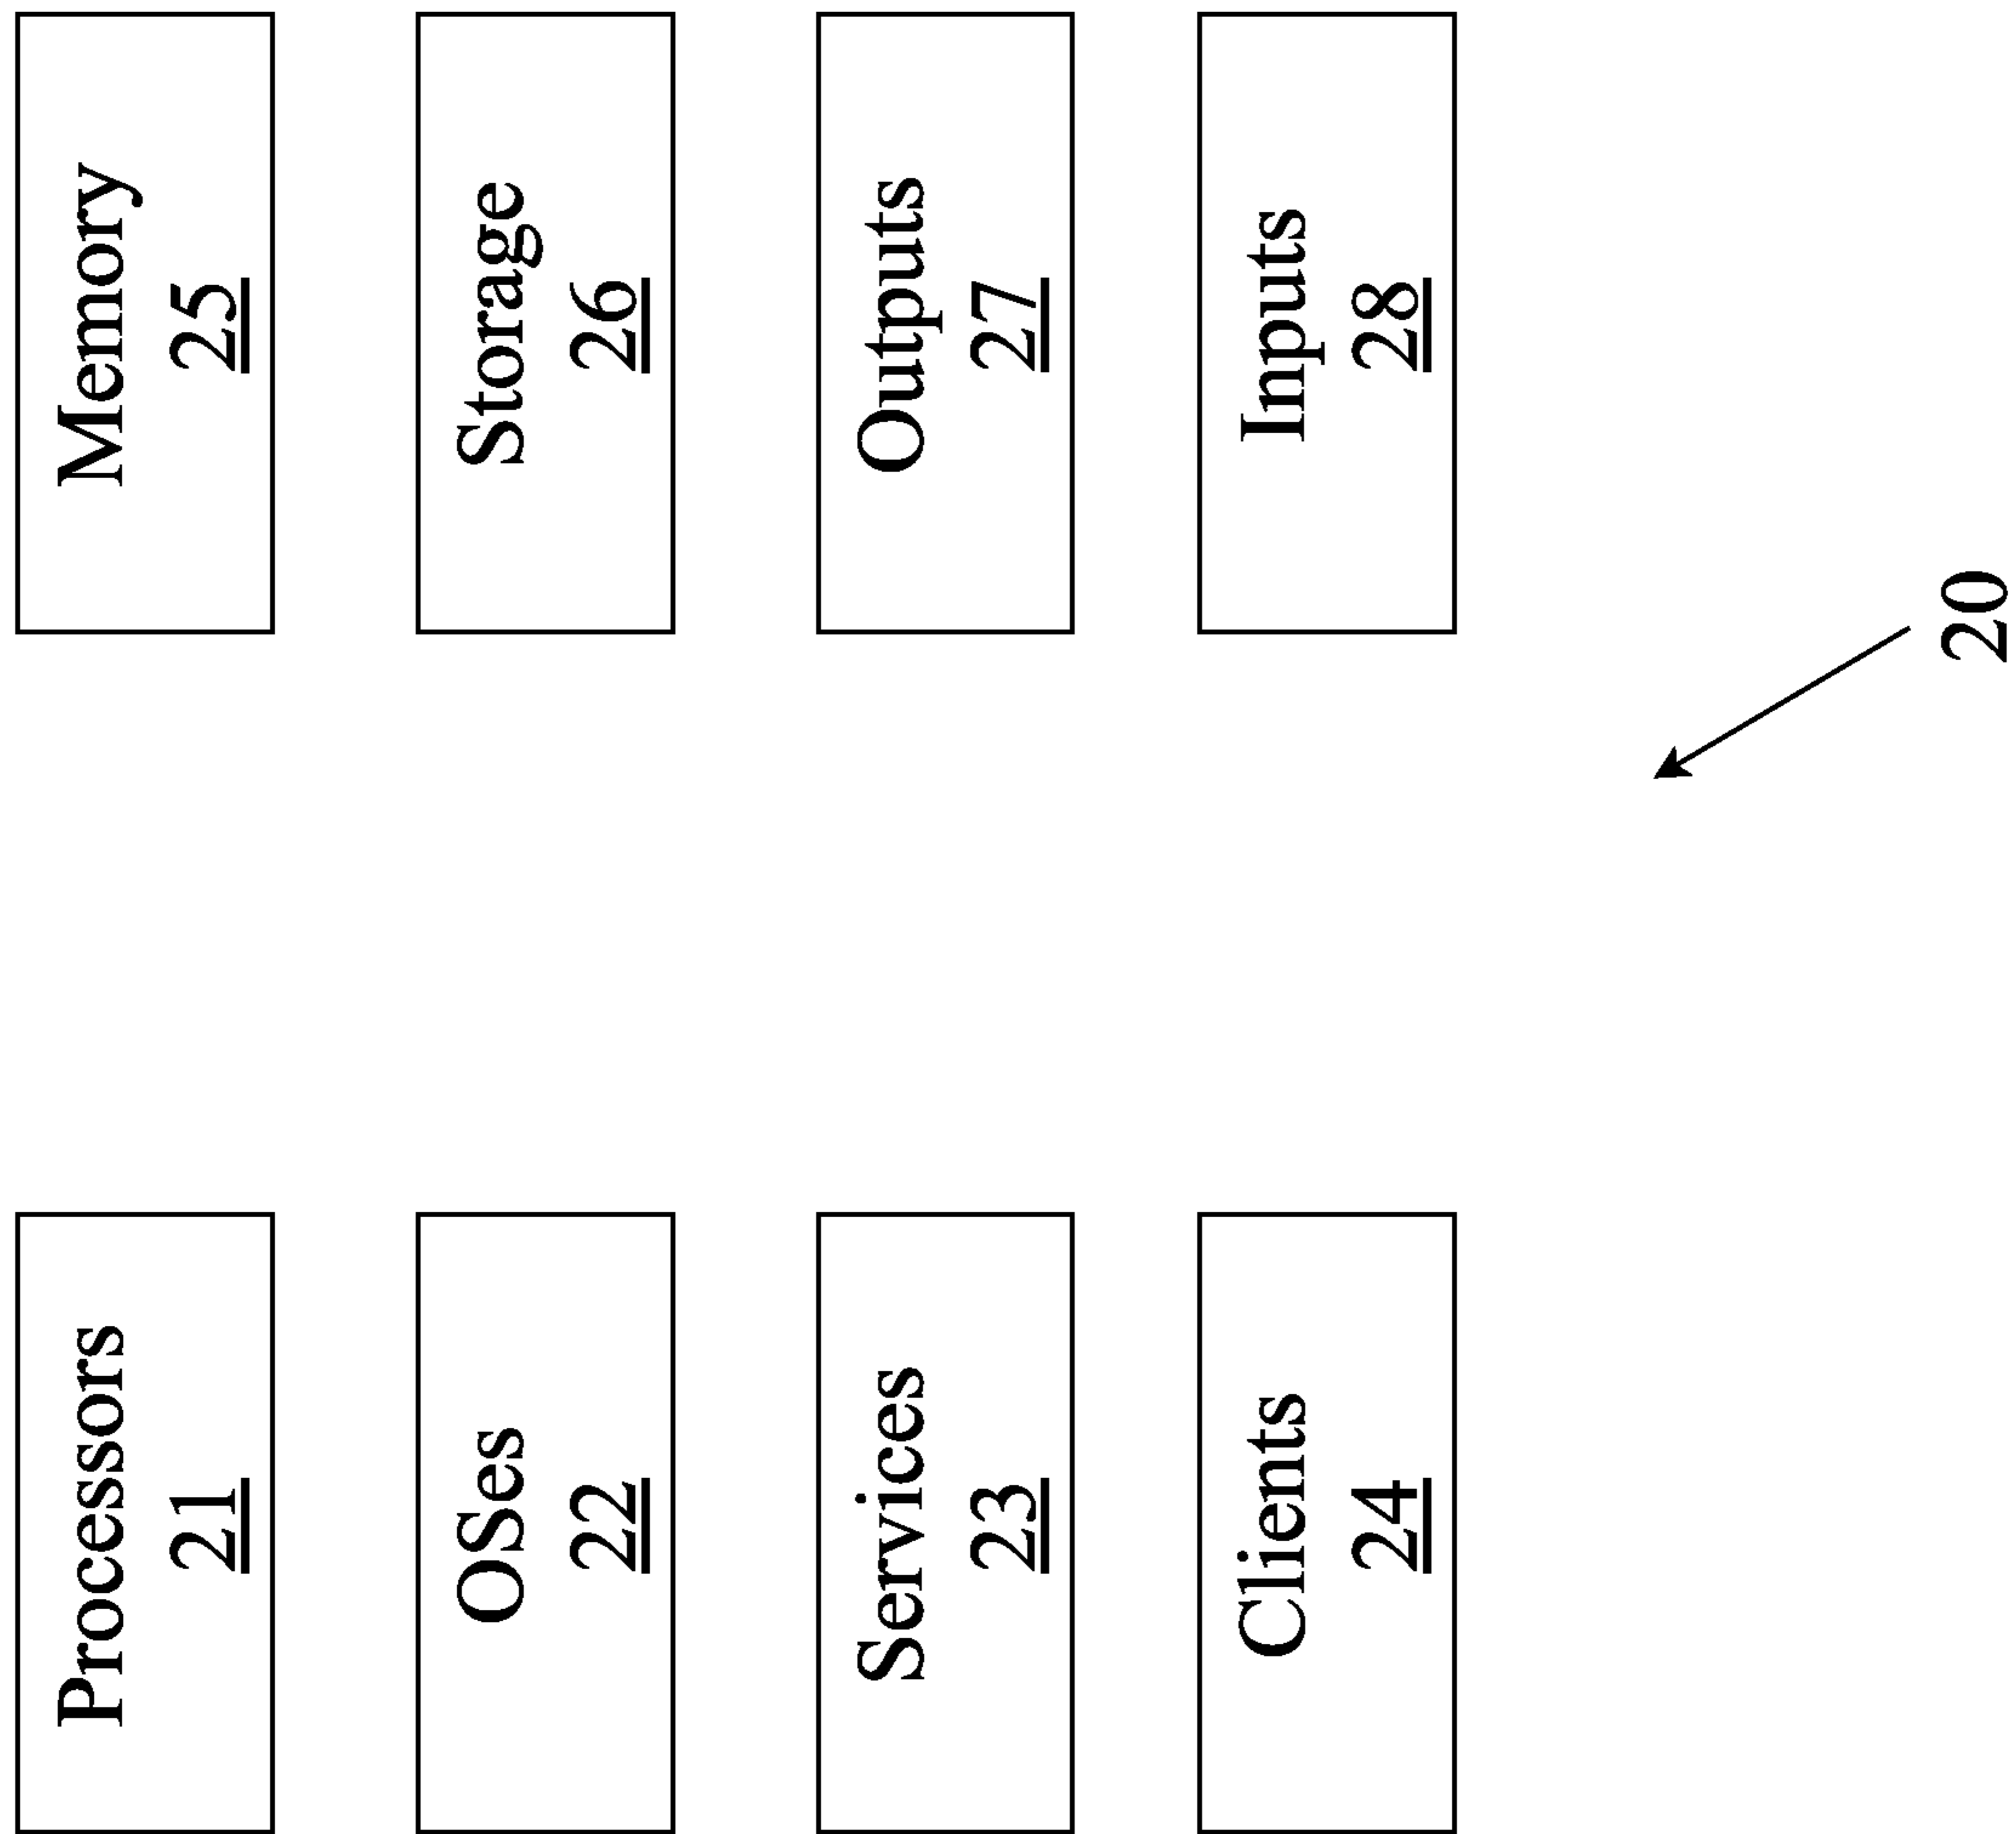 Processors
21
OSes
22
Services
23
Clients
24
Memory
25
Storage
26
Outputs
27
Inputs
28
20